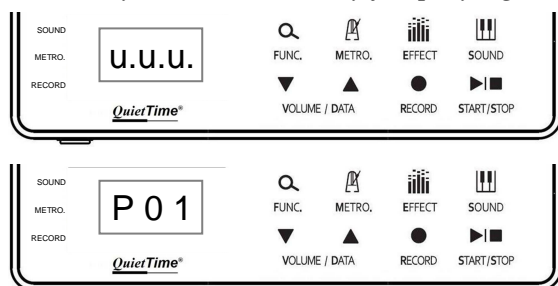 SOUND
METRO.
RECORD
u.u.u.
QuietTime®
FUNC. METRO. EFFECT SOUND
VOLUME / DATA RECORD START/STOP
SOUND
METRO.
RECORD
P 0 1
QuietTime®
FUNC. METRO. EFFECT SOUND
VOLUME / DATA RECORD START/STOP